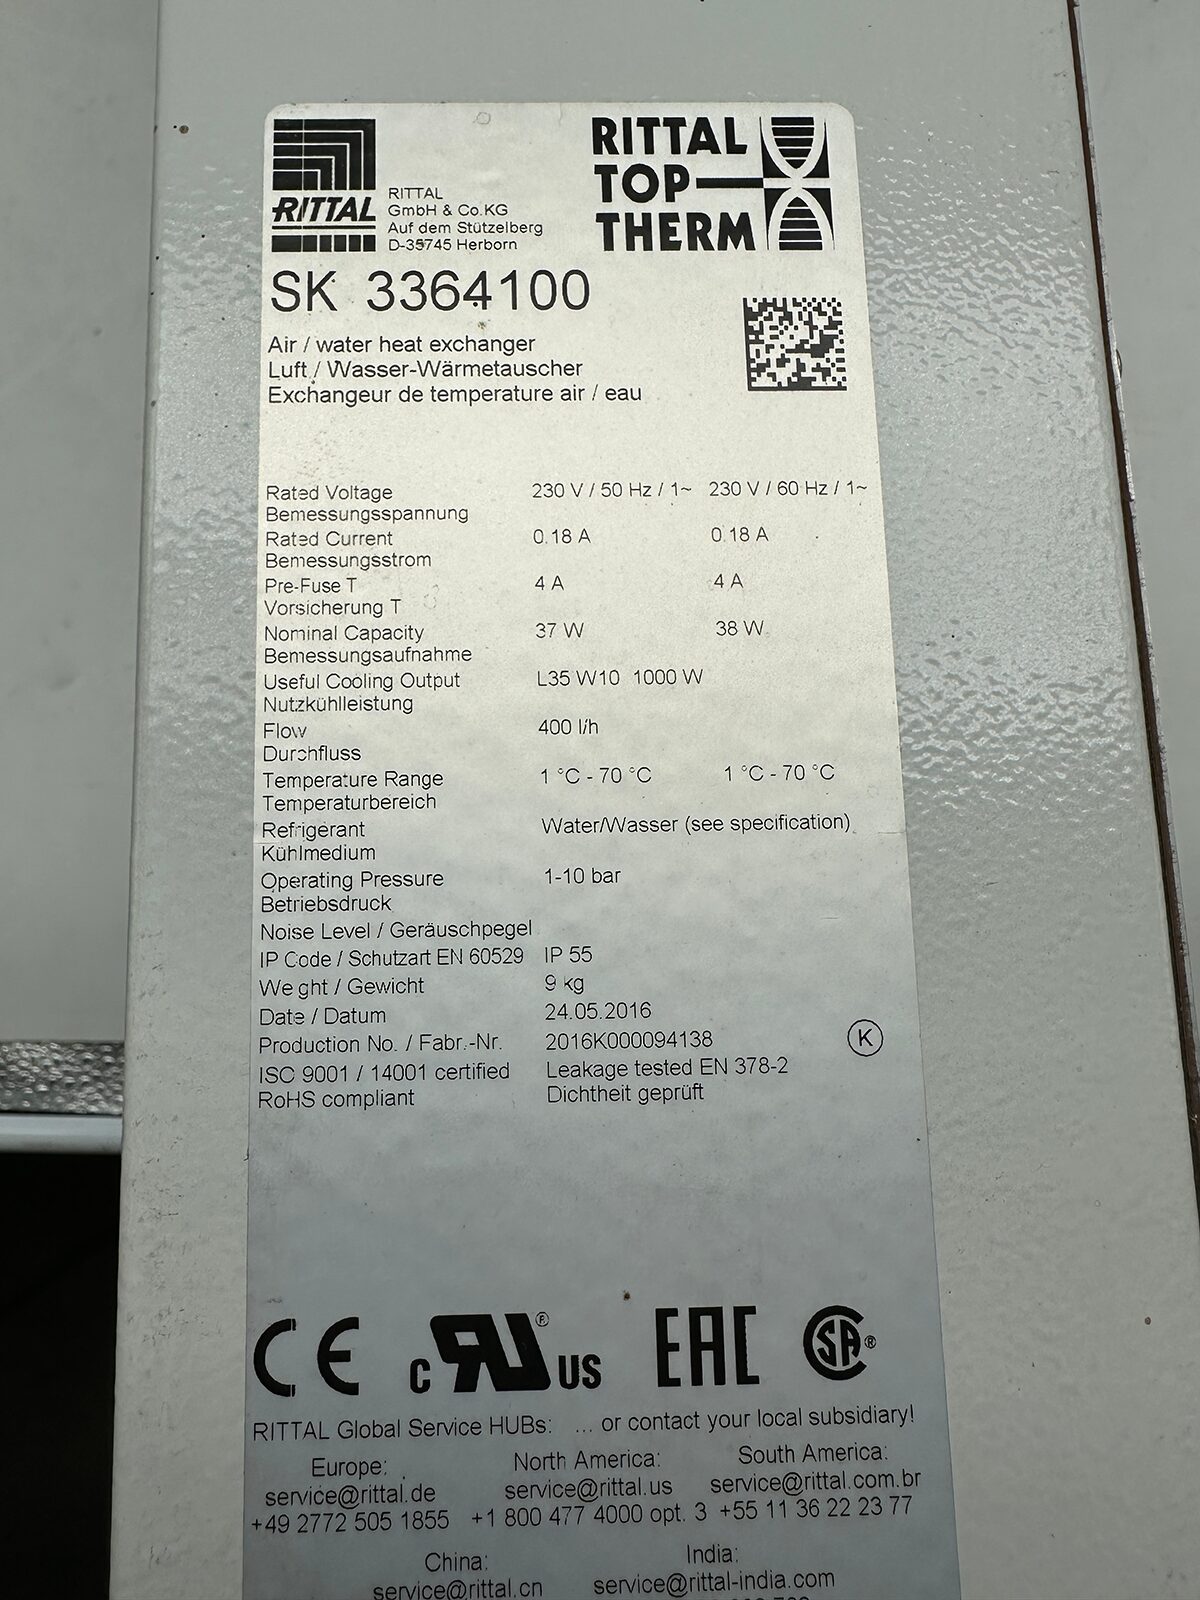 RITTAL
RITTAL
GmbH & Co.KG
Auf dem Stützelberg
D-35745 Herborn
RITTAL
TOP
THERM
SK 3364100
Air / water heat exchanger
Luft / Wasser-Wärmetauscher
Exchangeur de temperature air / eau
Rated Voltage 230 V / 50 Hz / 1~ 230 V / 60 Hz / 1~
Bemessungsspannung
Rated Current 0.18 A 0.18 A
Bemessungsstrom
Pre-Fuse T 4 A 4 A
Vorsicherung T
Nominal Capacity 37 W 38 W
Bemessungsaufnahme
Useful Cooling Output L35 W10 1000 W
Nutzkühlleistung
Flow 400 l/h
Durchfluss
Temperature Range 1 °C - 70 °C 1 °C - 70 °C
Temperaturbereich
Refrigerant Water/Wasser (see specification)
Kühlmedium
Operating Pressure 1-10 bar
Betriebsdruck
Noise Level / Geräuschpegel
IP Code / Schutzart EN 60529 IP 55
Weight / Gewicht 9 kg
Date / Datum 24.05.2016
Production No. / Fabr.-Nr. 2016K000094138 K
ISO 9001 / 14001 certified Leakage tested EN 378-2
RoHS compliant Dichtheit geprüft
CE c RU ® US EAC SA ®
RITTAL Global Service HUBs: ... or contact your local subsidiary!
Europe: North America: South America:
service@rittal.de service@rittal.us service@rittal.com.br
+49 2772 505 1855 +1 800 477 4000 opt. 3 +55 11 36 22 23 77
China: India:
service@rittal.cn service@rittal-india.com